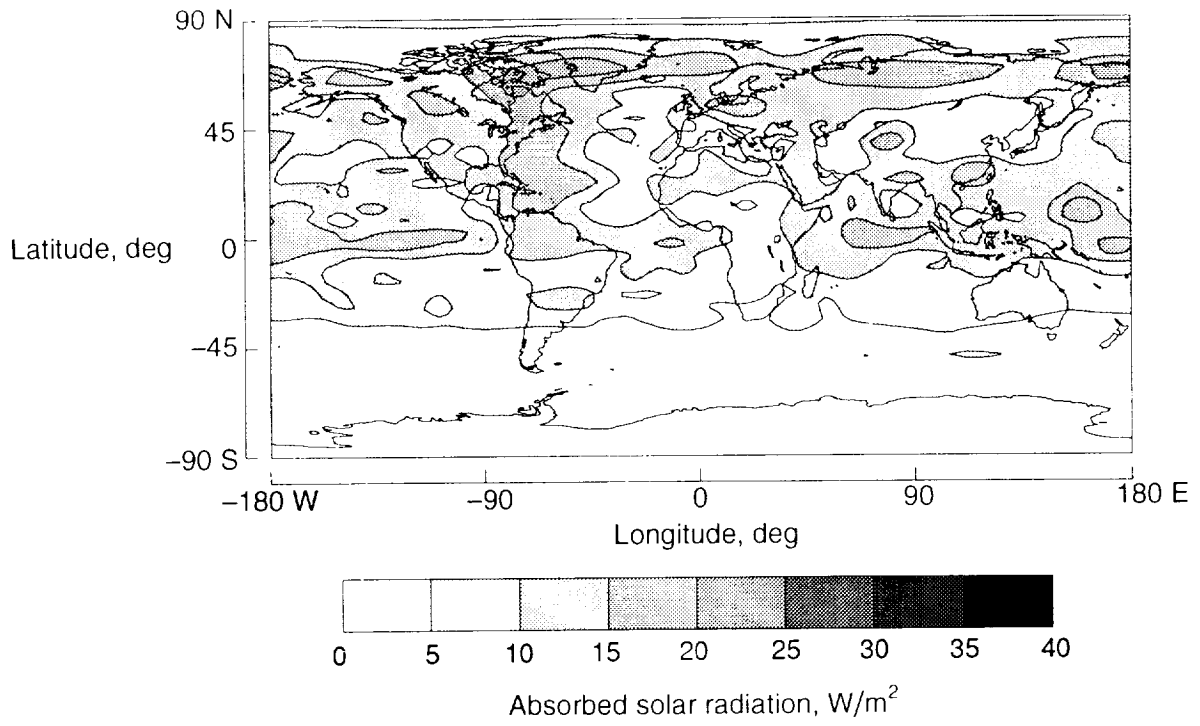 90 N
45
Latitude, deg
0
–45
–90 S
–180 W
–90
0
90
180 E
Longitude, deg
0
5
10
15
20
25
30
35
40
Absorbed solar radiation, W/m²